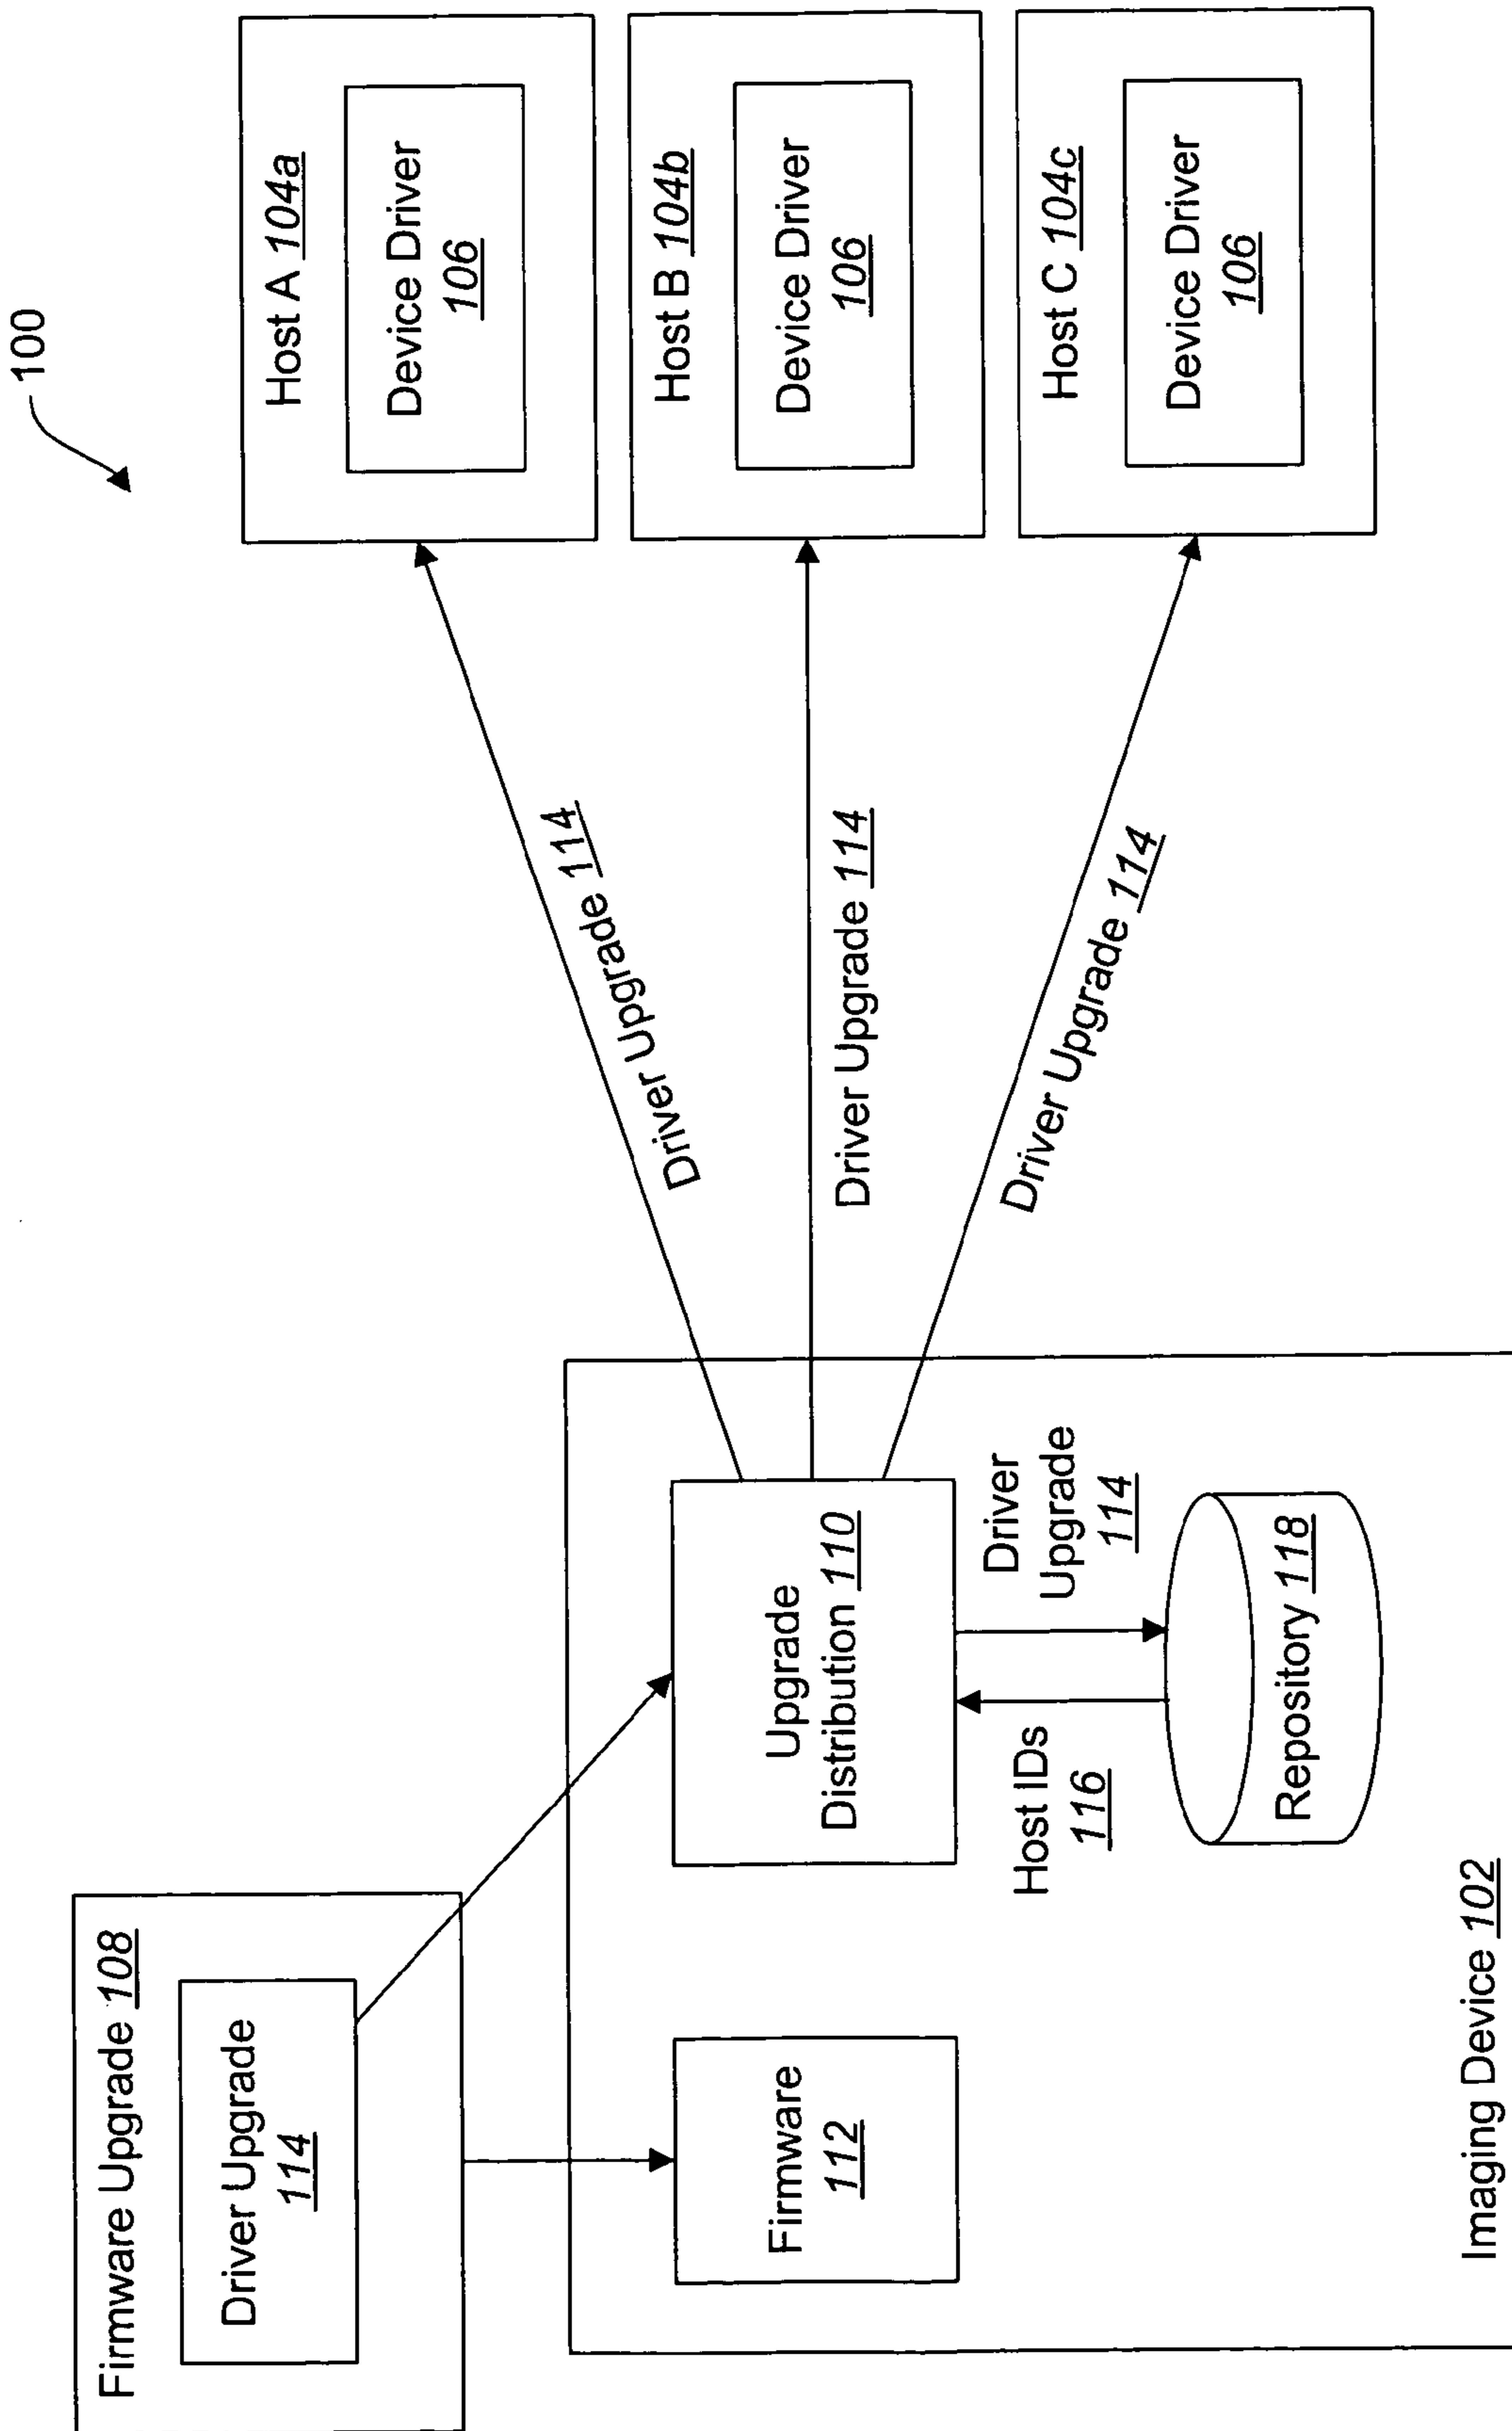 100
Firmware Upgrade 108
Driver Upgrade
114
Firmware
112
Upgrade
Distribution 110
Host IDs
116
Driver
Upgrade
114
Repository 118
Imaging Device 102
Driver Upgrade 114
Driver Upgrade 114
Driver Upgrade 114
Host A 104a
Device Driver
106
Host B 104b
Device Driver
106
Host C 104c
Device Driver
106